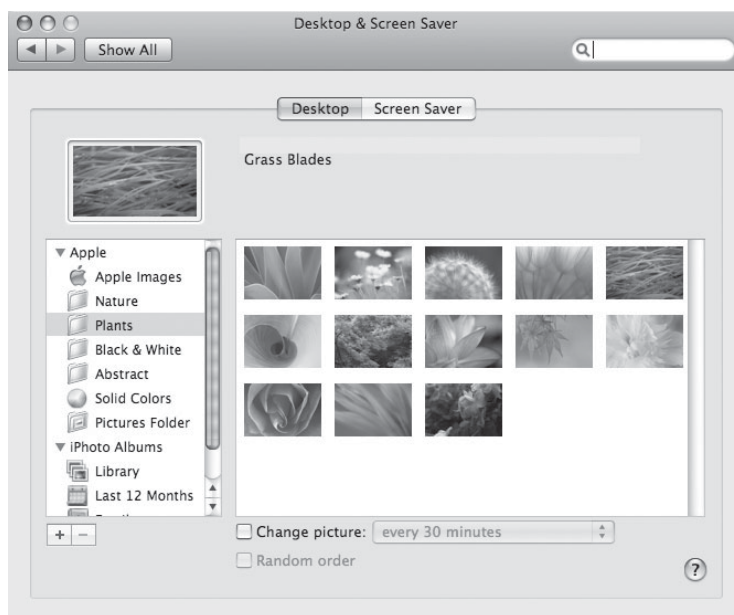 Desktop & Screen Saver
Show All
Desktop Screen Saver
Grass Blades
Apple
Apple Images
Nature
Plants
Black & White
Abstract
Solid Colors
Pictures Folder
iPhoto Albums
Library
Last 12 Months
+ −
Change picture: every 30 minutes
Random order
?